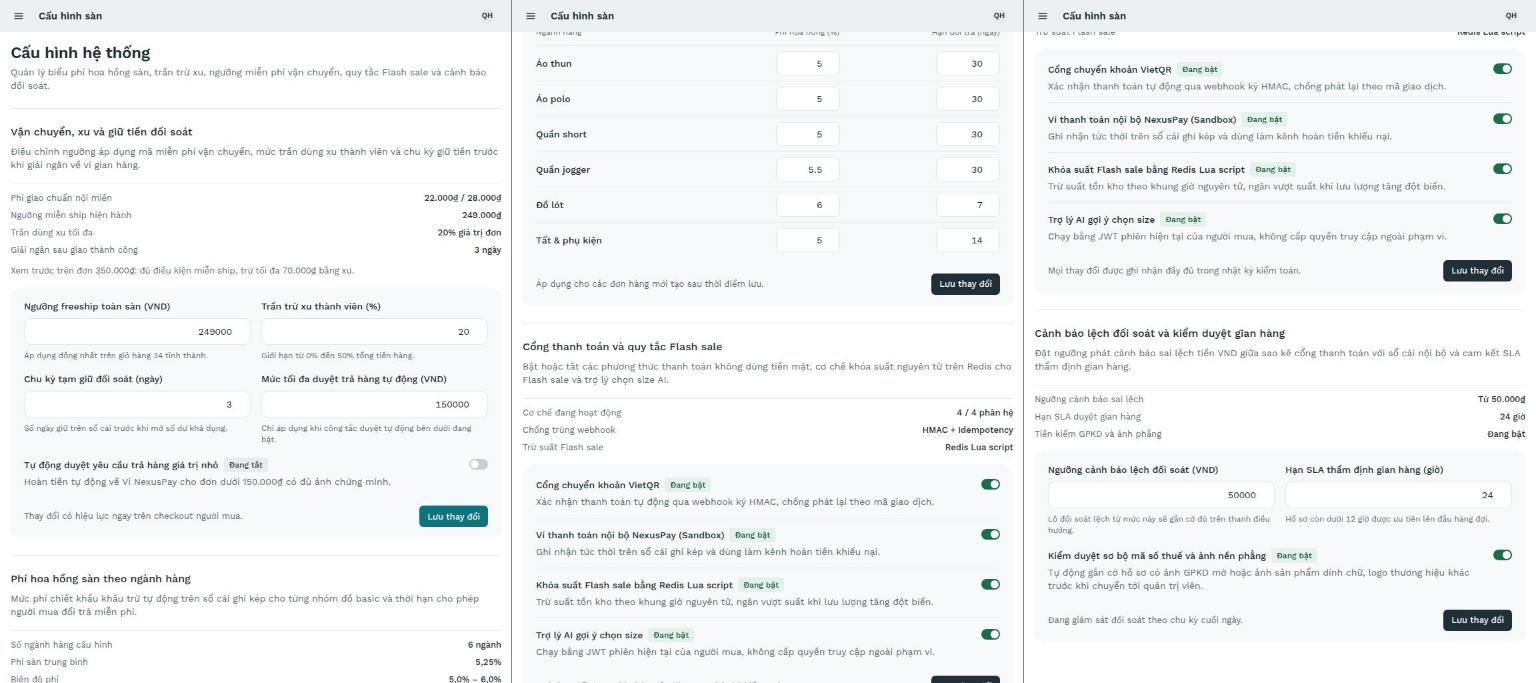 Cấu hình sàn
QH
Cấu hình hệ thống
Quản lý biểu phí hoa hồng sàn, trần trừ xu, ngưỡng miễn phí vận chuyển, quy tắc Flash sale và cảnh báo
đối soát.
Vận chuyển, xu và giữ tiền đối soát
Điều chỉnh ngưỡng áp dụng mã miễn phí vận chuyển, mức trần dùng xu thành viên và chu kỳ giữ tiền trước
khi giải ngân về ví gian hàng.
Phí giao chuẩn nội miền
22.000₫ / 28.000₫
Ngưỡng miễn ship hiện hành
249.000₫
Trần dùng xu tối đa
20% giá trị đơn
Giải ngân sau giao thành công
3 ngày
Xem trước trên đơn 350.000₫: đủ điều kiện miễn ship, trừ tối đa 70.000₫ bằng xu.
Ngưỡng freeship toàn sàn (VND)
Trần trừ xu thành viên (%)
249000
20
Áp dụng đồng nhất trên giỏ hàng 34 tỉnh thành.
Giới hạn từ 0% đến 50% tổng tiền hàng.
Chu kỳ tạm giữ đối soát (ngày)
Mức tối đa duyệt trả hàng tự động (VND)
3
150000
Số ngày giữ trên sổ cái trước khi mở số dư khả dụng.
Chỉ áp dụng khi công tắc duyệt tự động bên dưới đang
bật.
Tự động duyệt yêu cầu trả hàng giá trị nhỏ
Đang tắt
Hoàn tiền tự động về Ví NexusPay cho đơn dưới 150.000₫ có đủ ảnh chứng minh.
Thay đổi có hiệu lực ngay trên checkout người mua.
Lưu thay đổi
Phí hoa hồng sàn theo ngành hàng
Mức phí chiết khấu khấu trừ tự động trên sổ cái ghi kép cho từng nhóm đồ basic và thời hạn cho phép
người mua đổi trả miễn phí.
Số ngành hàng cấu hình
6 ngành
Phí sàn trung bình
5,25%
Biên độ phí
5,0% – 6,0%
Cấu hình sàn
QH
Ngành hàng
Phí hoa hồng (%)
Hạn đổi trả (ngày)
Áo thun
5
30
Áo polo
5
30
Quần short
5
30
Quần jogger
5.5
30
Đồ lót
6
7
Tất & phụ kiện
5
14
Áp dụng cho các đơn hàng mới tạo sau thời điểm lưu.
Lưu thay đổi
Cổng thanh toán và quy tắc Flash sale
Bật hoặc tắt các phương thức thanh toán không dùng tiền mặt, cơ chế khóa suất nguyên tử trên Redis cho
Flash sale và trợ lý chọn size AI.
Cơ chế đang hoạt động
4 / 4 phân hệ
Chống trùng webhook
HMAC + Idempotency
Trừ suất Flash sale
Redis Lua script
Cổng chuyển khoản VietQR
Đang bật
Xác nhận thanh toán tự động qua webhook ký HMAC, chống phát lại theo mã giao dịch.
Ví thanh toán nội bộ NexusPay (Sandbox)
Đang bật
Ghi nhận tức thời trên sổ cái ghi kép và dùng làm kênh hoàn tiền khiếu nại.
Khóa suất Flash sale bằng Redis Lua script
Đang bật
Trừ suất tồn kho theo khung giờ nguyên tử, ngăn vượt suất khi lưu lượng tăng đột biến.
Trợ lý AI gợi ý chọn size
Đang bật
Chạy bằng JWT phiên hiện tại của người mua, không cấp quyền truy cập ngoài phạm vi.
Cấu hình sàn
QH
Trừ suất Flash sale
Redis Lua script
Cổng chuyển khoản VietQR
Đang bật
Xác nhận thanh toán tự động qua webhook ký HMAC, chống phát lại theo mã giao dịch.
Ví thanh toán nội bộ NexusPay (Sandbox)
Đang bật
Ghi nhận tức thời trên sổ cái ghi kép và dùng làm kênh hoàn tiền khiếu nại.
Khóa suất Flash sale bằng Redis Lua script
Đang bật
Trừ suất tồn kho theo khung giờ nguyên tử, ngăn vượt suất khi lưu lượng tăng đột biến.
Trợ lý AI gợi ý chọn size
Đang bật
Chạy bằng JWT phiên hiện tại của người mua, không cấp quyền truy cập ngoài phạm vi.
Mọi thay đổi được ghi nhận đầy đủ trong nhật ký kiểm toán.
Lưu thay đổi
Cảnh báo lệch đối soát và kiểm duyệt gian hàng
Đặt ngưỡng phát cảnh báo sai lệch tiền VND giữa sao kê cổng thanh toán với sổ cái nội bộ và cam kết SLA
thẩm định gian hàng.
Ngưỡng cảnh báo sai lệch
Từ 50.000₫
Hạn SLA duyệt gian hàng
24 giờ
Tiền kiểm GPKD và ảnh phẳng
Đang bật
Ngưỡng cảnh báo lệch đối soát (VND)
Hạn SLA thẩm định gian hàng (giờ)
50000
24
Lô đối soát lệch từ mức này sẽ gắn cờ đỏ trên thanh điều
hướng.
Hồ sơ còn dưới 12 giờ được ưu tiên lên đầu hàng đợi.
Kiểm duyệt sơ bộ mã số thuế và ảnh nền phẳng
Đang bật
Tự động gắn cờ hồ sơ có ảnh GPKD mờ hoặc ảnh sản phẩm dính chữ, logo thương hiệu khác
trước khi chuyển tới quản trị viên.
Đang giám sát đối soát theo chu kỳ cuối ngày.
Lưu thay đổi